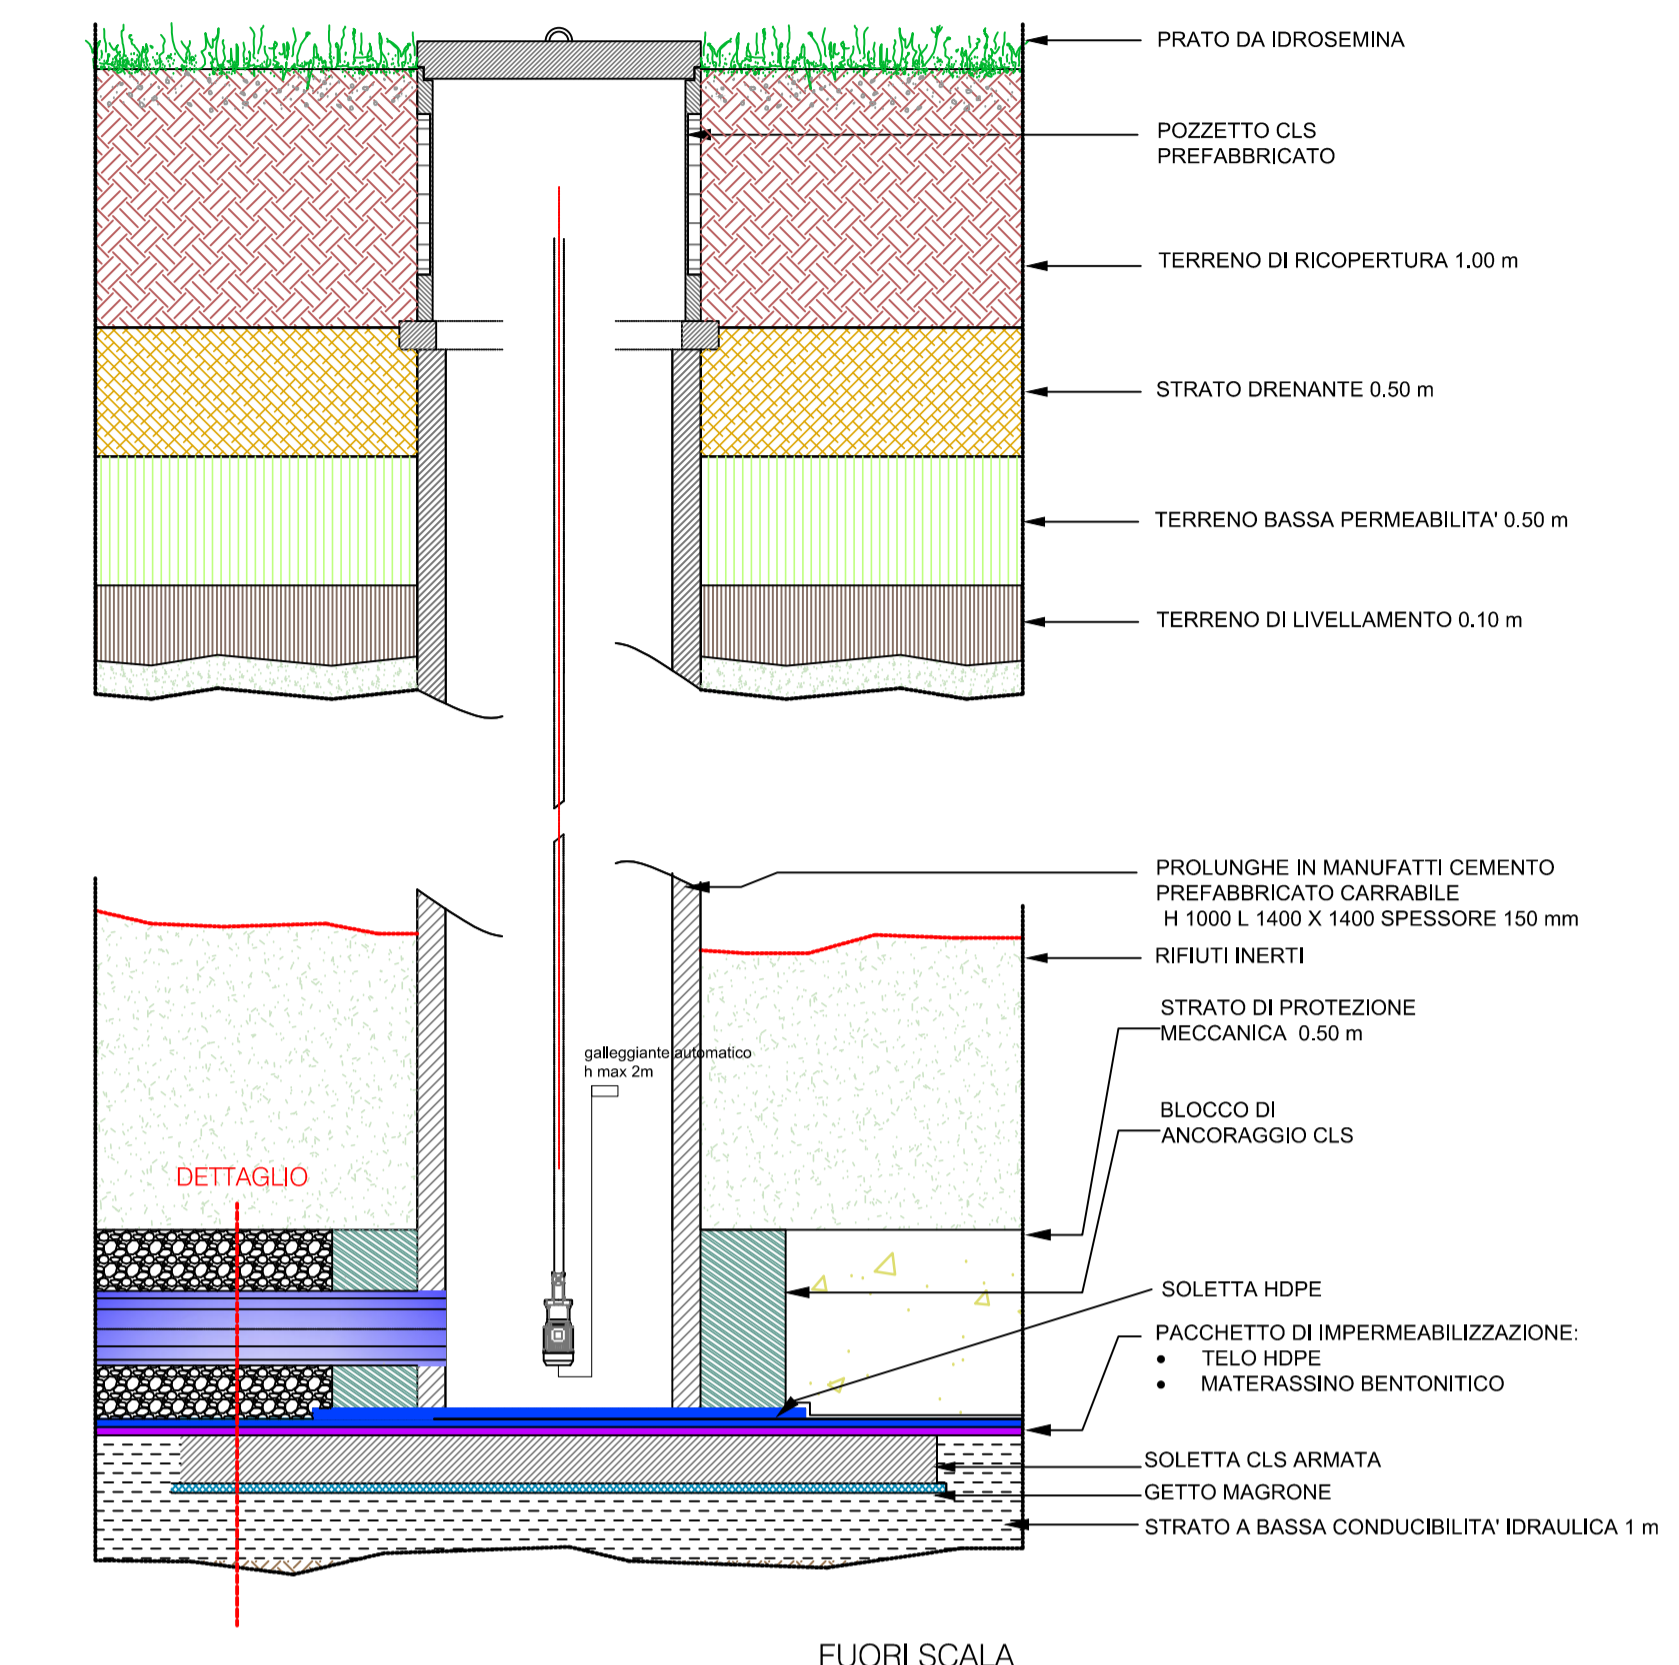 PRATO DA IDROSEMINA
POZZETTO CLS
PREFABBRICATO
TERRENO DI RICOPERTURA 1.00 m
STRATO DRENANTE 0.50 m
TERRENO BASSA PERMEABILITA' 0.50 m
TERRENO DI LIVELLAMENTO 0.10 m
PROLUNGHE IN MANUFATTI CEMENTO
PREFABBRICATO CARRABILE
H 1000 L 1400 X 1400 SPESSORE 150 mm
RIFIUTI INERTI
STRATO DI PROTEZIONE
MECCANICA 0.50 m
galleggiante automatico
h max 2m
BLOCCO DI
ANCORAGGIO CLS
DETTAGLIO
SOLETTA HDPE
PACCHETTO DI IMPERMEABILIZZAZIONE:
• TELO HDPE
• MATERASSINO BENTONITICO
SOLETTA CLS ARMATA
GETTO MAGRONE
STRATO A BASSA CONDUCIBILITA' IDRAULICA 1 m
FUORI SCALA